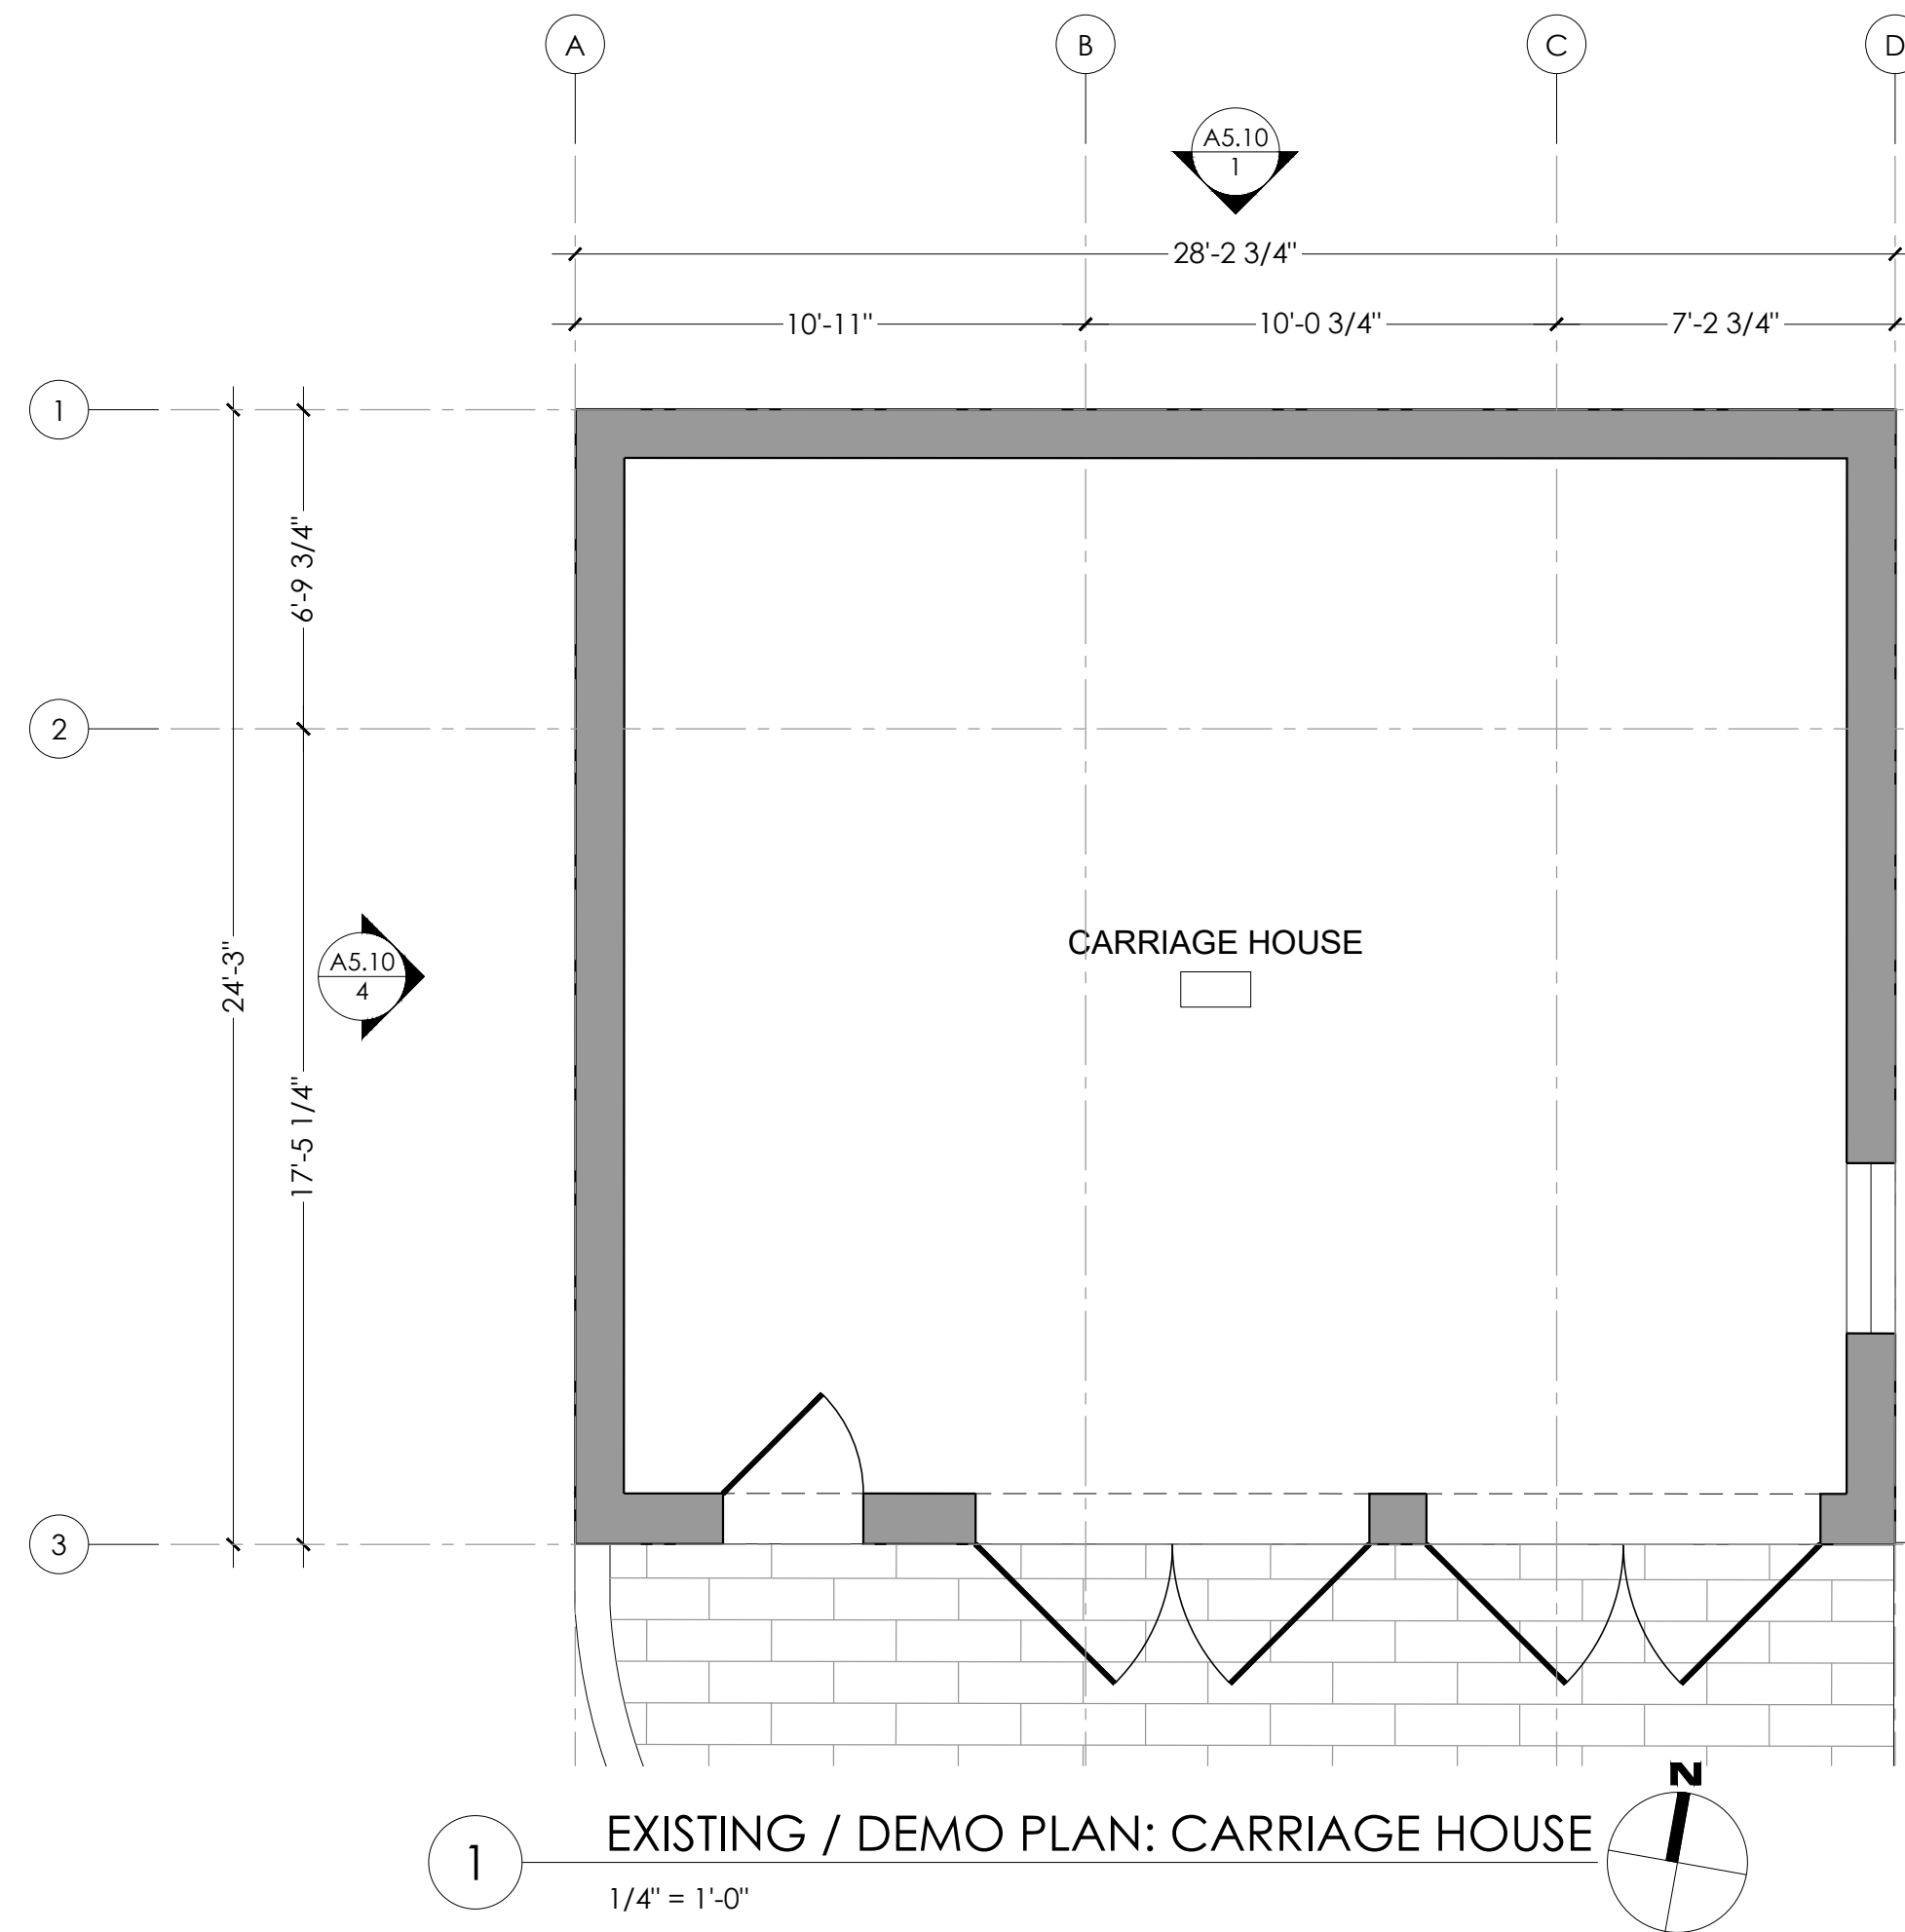 A B C D
A5.10
1
28'-2 3/4"
10'-11" 10'-0 3/4" 7'-2 3/4"
1
6'-9 3/4"
2
CARRIAGE HOUSE
24'-3"
A5.10
4
17'-5 1/4"
3
N
1 EXISTING / DEMO PLAN: CARRIAGE HOUSE
1/4" = 1'-0"